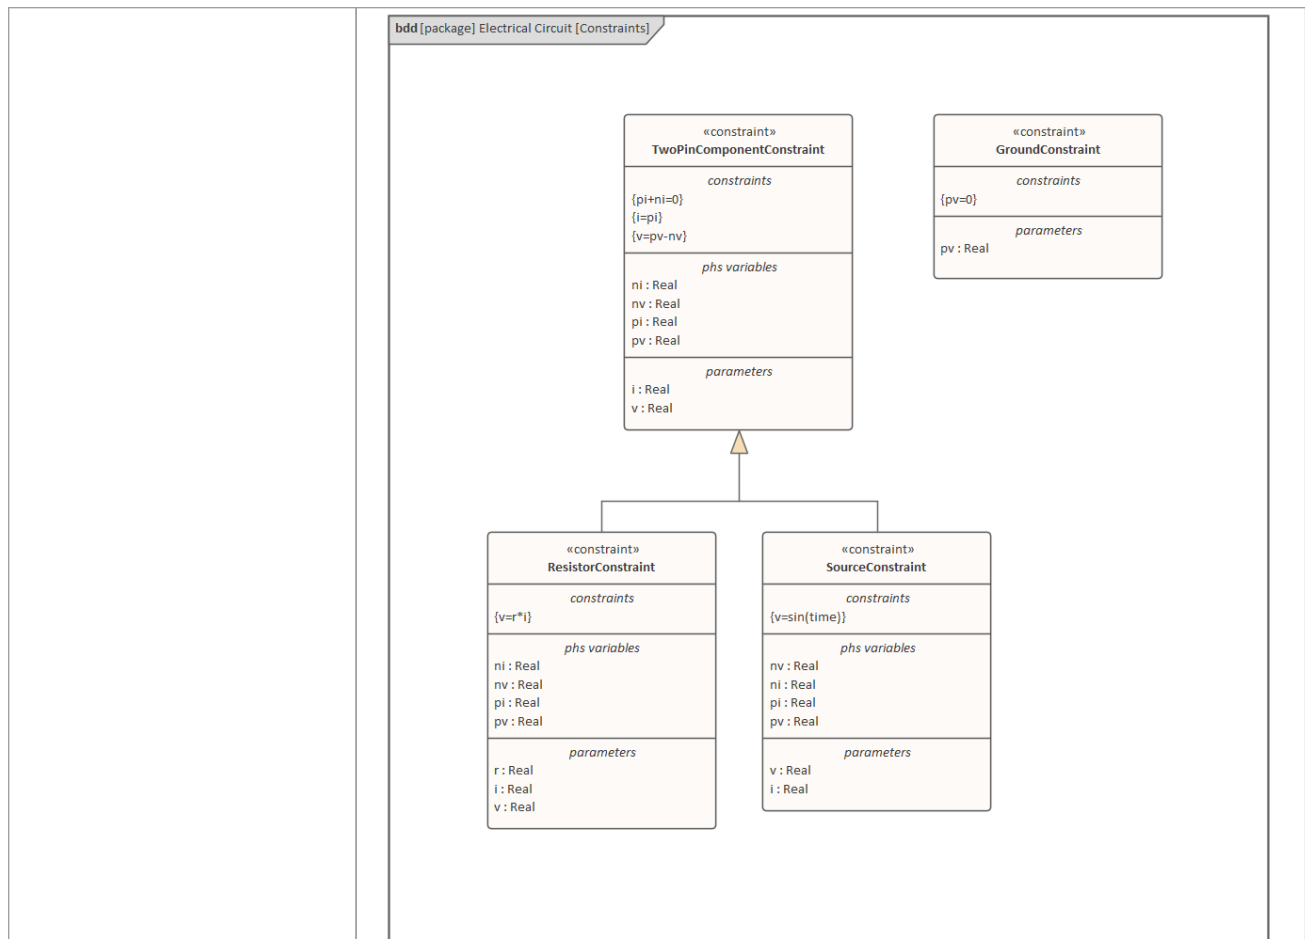 bdd [package] Electrical Circuit [Constraints]
«constraint»
TwoPinComponentConstraint
constraints
{pi+ni=0}
{i=pi}
{v=pv-nv}
phs variables
ni : Real
nv : Real
pi : Real
pv : Real
parameters
i : Real
v : Real
«constraint»
GroundConstraint
constraints
{pv=0}
parameters
pv : Real
«constraint»
ResistorConstraint
constraints
{v=r*i}
phs variables
ni : Real
nv : Real
pi : Real
pv : Real
parameters
r : Real
i : Real
v : Real
«constraint»
SourceConstraint
constraints
{v=sin(time)}
phs variables
nv : Real
ni : Real
pi : Real
pv : Real
parameters
v : Real
i : Real